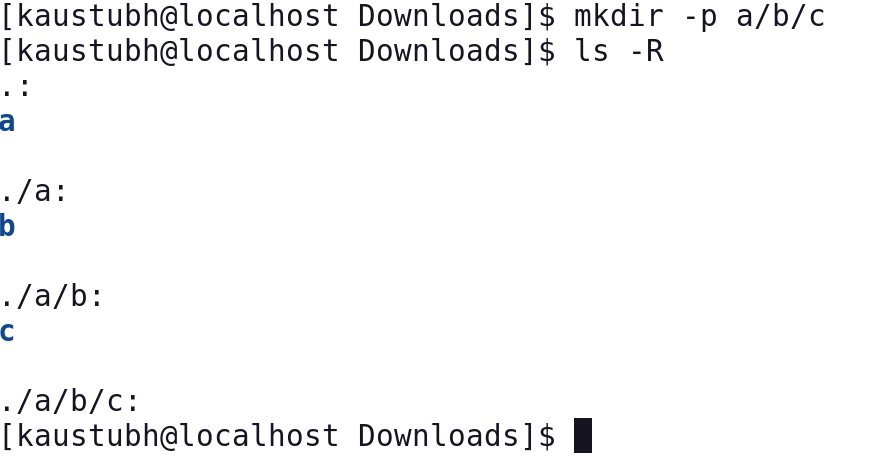 [kaustubh@localhost Downloads]$ mkdir -p a/b/c
[kaustubh@localhost Downloads]$ ls -R
.:
a
./a:
b
./a/b:
c
./a/b/c:
[kaustubh@localhost Downloads]$